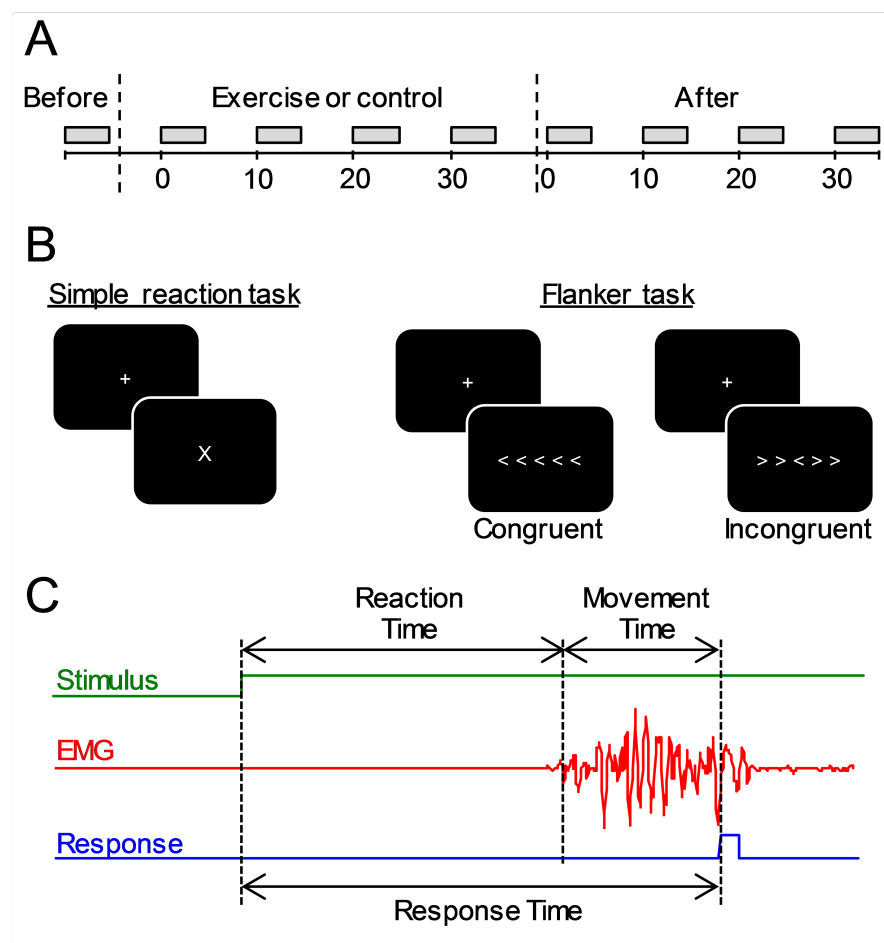 A
Before Exercise or control After
0 10 20 30 0 10 20 30
B
Simple reaction task Flanker task
+ + +
X < < < < < > > < > >
Congruent Incongruent
C
Reaction Movement
Time Time
Stimulus
EMG
Response
Response Time